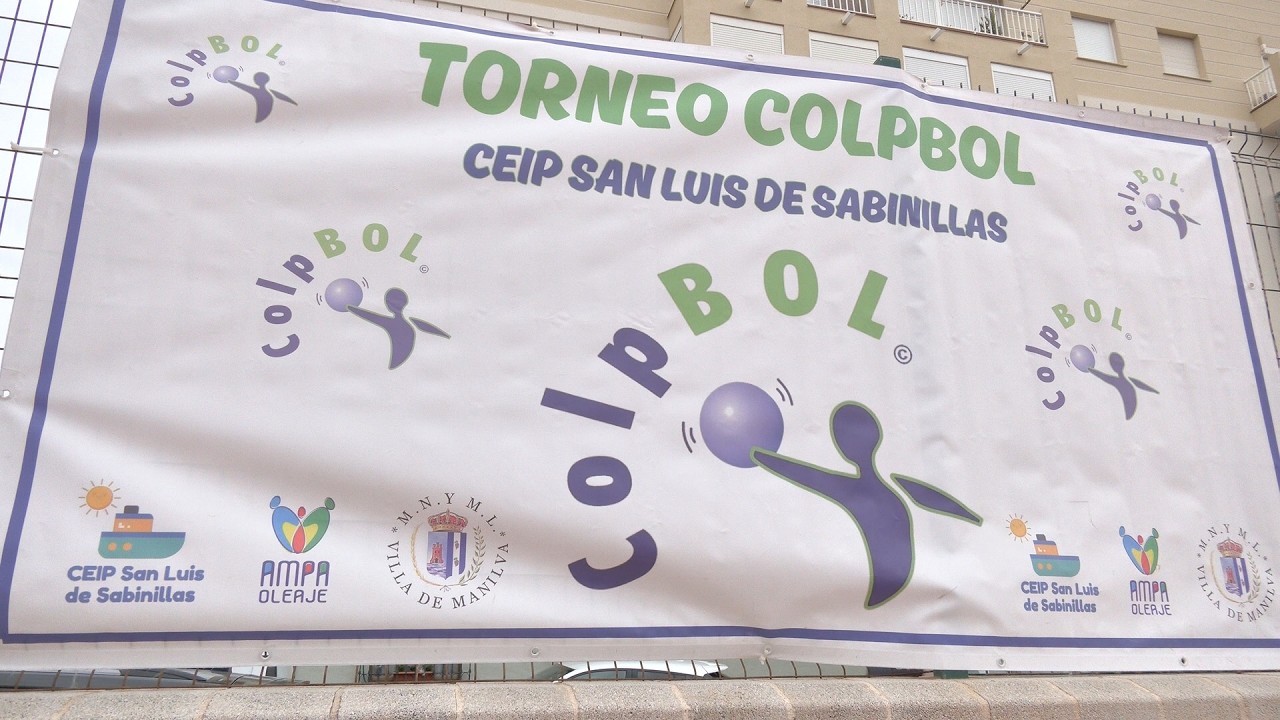 colpBOL©
TORNEO COLPBOL
CEIP SAN LUIS DE SABINILLAS
colpBOL
colpBOL©
colpBOL©
colpBOL©
CEIP San Luis
de Sabinillas
AMPA
OLEAJE
* M.N.Y M.L. *
VILLA DE MANILVA
CEIP San Luis
de Sabinillas
AMPA
OLEAJE
* M.N.Y M.L. *
VILLA DE MANILVA